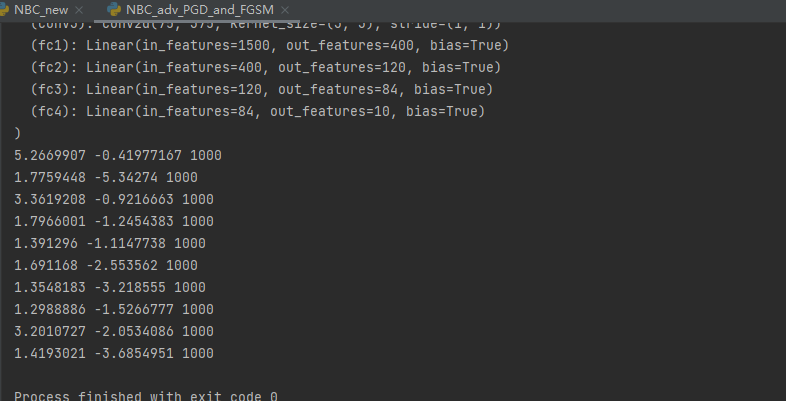 NBC_new × NBC_adv_PGD_and_FGSM ×
(conv3): Conv2d(75, 375, kernel_size=(3, 3), stride=(1, 1))
(fc1): Linear(in_features=1500, out_features=400, bias=True)
(fc2): Linear(in_features=400, out_features=120, bias=True)
(fc3): Linear(in_features=120, out_features=84, bias=True)
(fc4): Linear(in_features=84, out_features=10, bias=True)
)
5.2669907 -0.41977167 1000
1.7759448 -5.34274 1000
3.3619208 -0.9216663 1000
1.7966001 -1.2454383 1000
1.391296 -1.1147738 1000
1.691168 -2.553562 1000
1.3548183 -3.218555 1000
1.2988886 -1.5266777 1000
3.2010727 -2.0534086 1000
1.4193021 -3.6854951 1000
Process finished with exit code 0